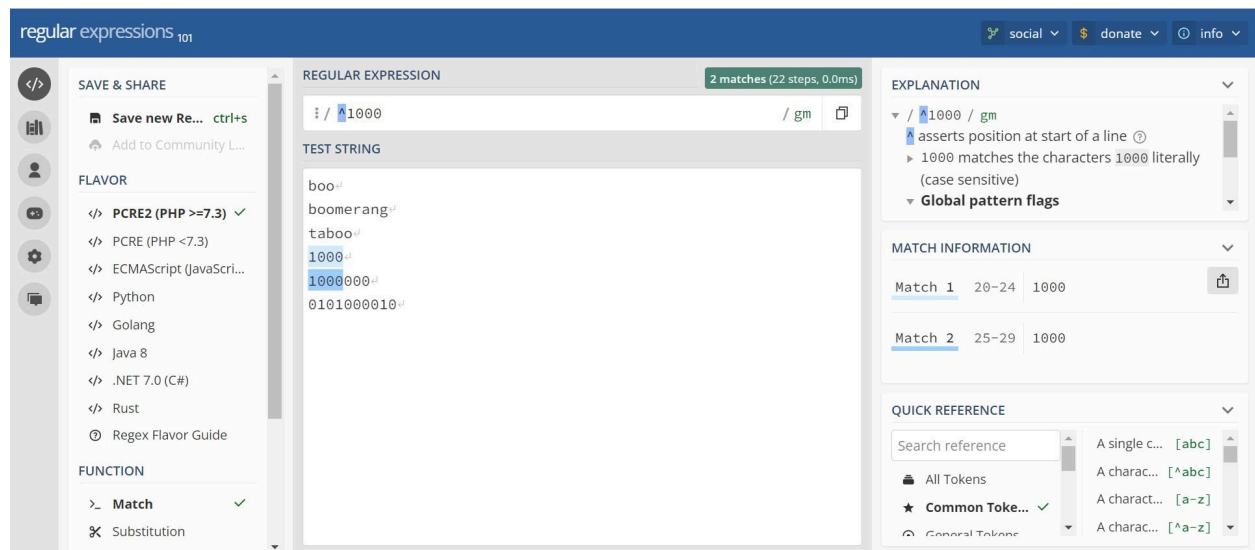 regular expressions 101
social
$ donate
info
SAVE & SHARE
Save new Re... ctrl+s
Add to Community L...
FLAVOR
</> PCRE2 (PHP >=7.3)
</> PCRE (PHP <7.3)
</> ECMAScript (JavaScri...
</> Python
</> Golang
</> Java 8
</> .NET 7.0 (C#)
</> Rust
Regex Flavor Guide
FUNCTION
>_ Match
Substitution
REGULAR EXPRESSION
2 matches (22 steps, 0.0ms)
/ ^1000 / gm
TEST STRING
boo
boomerang
taboo
1000
1000000
0101000010
EXPLANATION
/ ^1000 / gm
^ asserts position at start of a line
1000 matches the characters 1000 literally
(case sensitive)
Global pattern flags
MATCH INFORMATION
Match 1 20-24 1000
Match 2 25-29 1000
QUICK REFERENCE
Search reference
All Tokens
Common Toke...
General Tokens
A single c... [abc]
A charac... [^abc]
A charact... [a-z]
A charac... [^a-z]